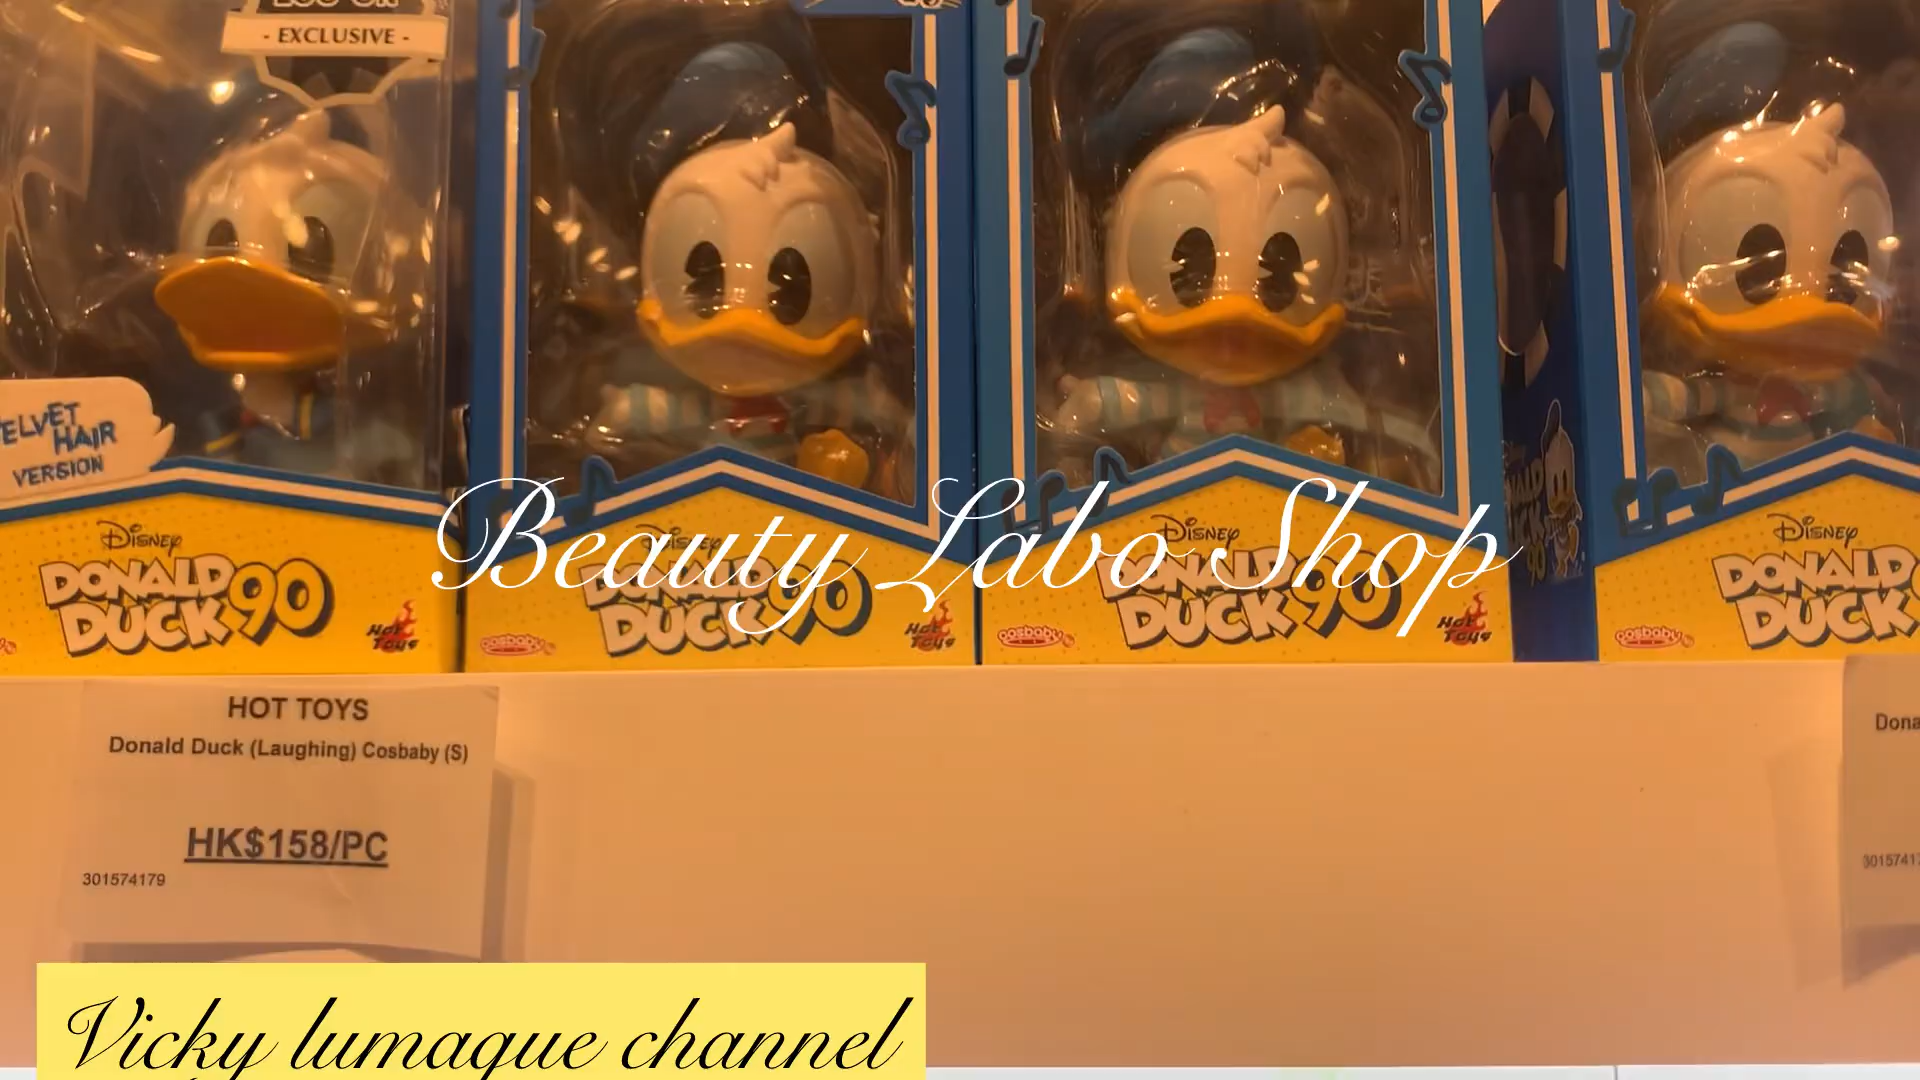 - EXCLUSIVE -
VELVET
HAIR
VERSION
Disney
DONALD
DUCK 90
Hot
Toys
Disney
DONALD
DUCK 90
cosbaby
Hot
Toys
Disney
DONALD
DUCK 90
cosbaby
Hot
Toys
Disney
DONALD
DUCK
cosbaby
Beauty Labo Shop
HOT TOYS
Donald Duck (Laughing) Cosbaby (S)
HK$158/PC
301574179
Vicky lumaque channel